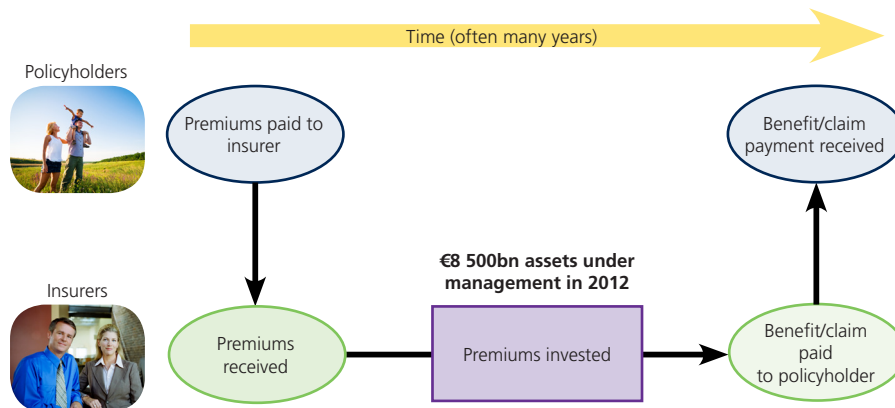 Time (often many years)
Policyholders
Premiums paid to
insurer
Benefit/claim
payment received
€8 500bn assets under
management in 2012
Insurers
Premiums
received
Premiums invested
Benefit/claim
paid
to policyholder